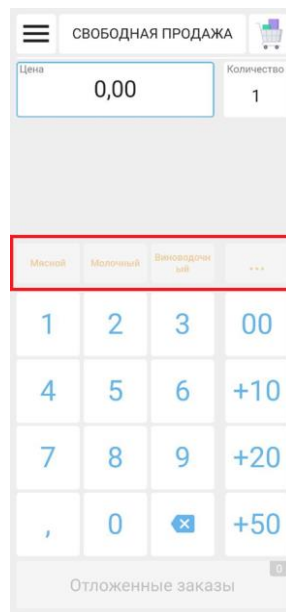 СВОБОДНАЯ ПРОДАЖА
Цена Количество
0,00 1
Мясной Молочный Виноводочн
ый ...
1 2 3 00
4 5 6 +10
7 8 9 +20
, 0 +50
0
Отложенные заказы